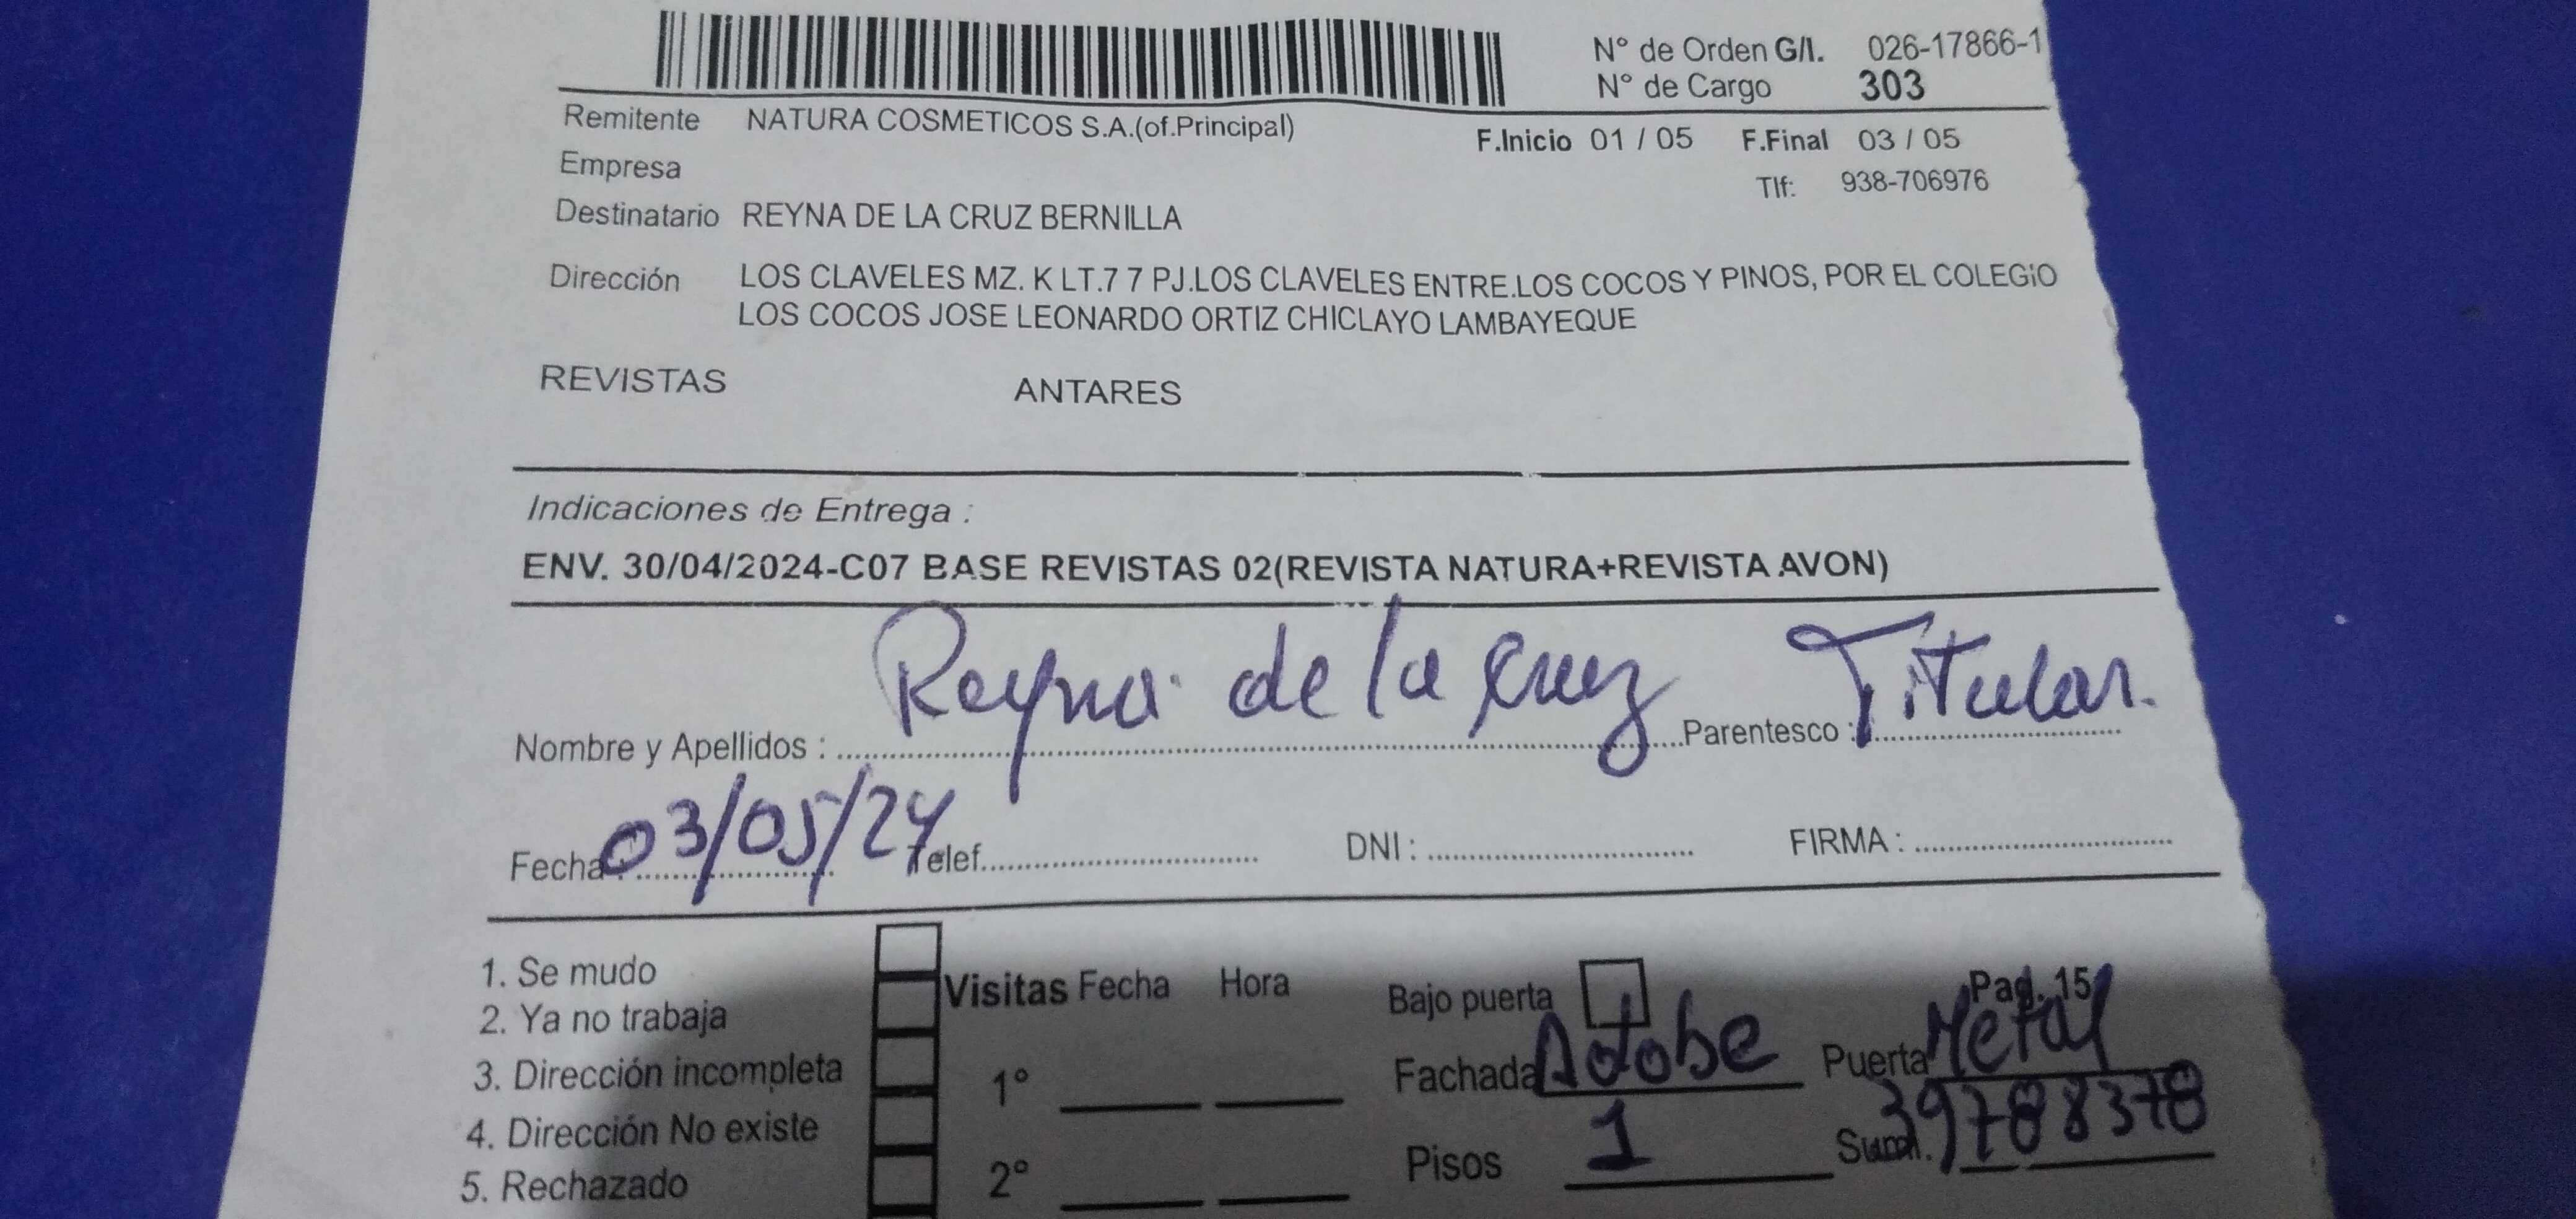 N° de Orden G/I. 026-17866-1
N° de Cargo 303
Remitente NATURA COSMETICOS S.A.(of.Principal)
F.Inicio 01 / 05 F.Final 03 / 05
Empresa
Tlf: 938-706976
Destinatario REYNA DE LA CRUZ BERNILLA
Dirección LOS CLAVELES MZ. K LT.7 7 PJ.LOS CLAVELES ENTRE.LOS COCOS Y PINOS, POR EL COLEGIO
LOS COCOS JOSE LEONARDO ORTIZ CHICLAYO LAMBAYEQUE
REVISTAS ANTARES
Indicaciones de Entrega :
ENV. 30/04/2024-C07 BASE REVISTAS 02(REVISTA NATURA+REVISTA AVON)
Nombre y Apellidos : Reyna de la Cruz Parentesco : Titular.
Fecha : 03/05/24 Telef. DNI : FIRMA :
1. Se mudo
2. Ya no trabaja
3. Dirección incompleta
4. Dirección No existe
5. Rechazado
Visitas Fecha Hora
1°
2°
Bajo puerta Pag. 15
Fachada Adobe Puerta Metal
Pisos 1 Sum. 39788378